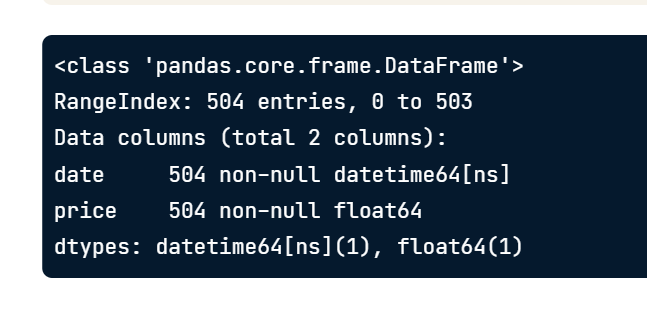 <class 'pandas.core.frame.DataFrame'>
RangeIndex: 504 entries, 0 to 503
Data columns (total 2 columns):
date     504 non-null datetime64[ns]
price    504 non-null float64
dtypes: datetime64[ns](1), float64(1)